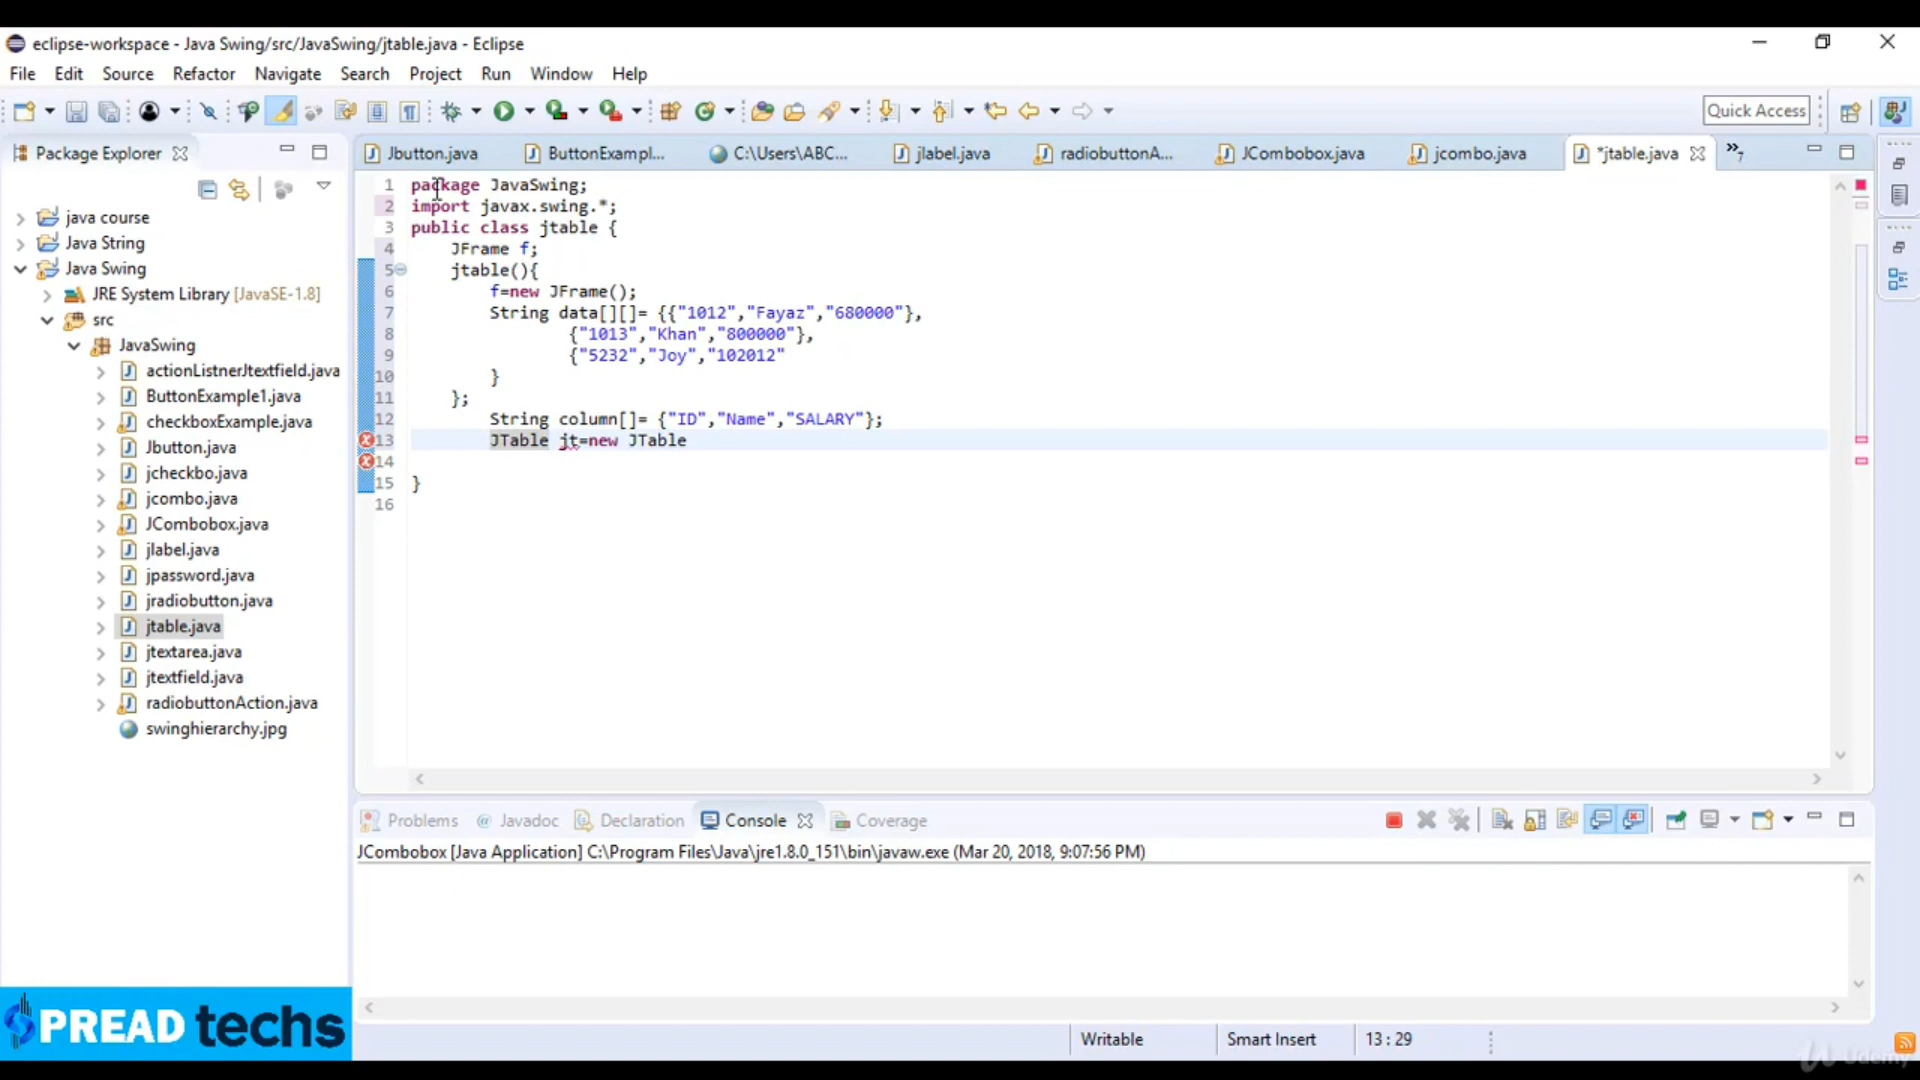 eclipse-workspace - Java Swing/src/JavaSwing/jtable.java - Eclipse
File Edit Source Refactor Navigate Search Project Run Window Help
Quick Access
Package Explorer
Jbutton.java ButtonExampl... C:\Users\ABC... jlabel.java radiobuttonA... JCombobox.java jcombo.java *jtable.java »7
java course
Java String
Java Swing
JRE System Library [JavaSE-1.8]
src
JavaSwing
actionListnerJtextfield.java
ButtonExample1.java
checkboxExample.java
Jbutton.java
jcheckbo.java
jcombo.java
JCombobox.java
jlabel.java
jpassword.java
jradiobutton.java
jtable.java
jtextarea.java
jtextfield.java
radiobuttonAction.java
swinghierarchy.jpg
1 package JavaSwing;
2 import javax.swing.*;
3 public class jtable {
4 JFrame f;
5 jtable(){
6 f=new JFrame();
7 String data[][]= {{"1012","Fayaz","680000"},
8 {"1013","Khan","800000"},
9 {"5232","Joy","102012"
10 }
11 };
12 String column[]= {"ID","Name","SALARY"};
13 JTable jt=new JTable
14
15 }
16
Problems @ Javadoc Declaration Console Coverage
JCombobox [Java Application] C:\Program Files\Java\jre1.8.0_151\bin\javaw.exe (Mar 20, 2018, 9:07:56 PM)
SPREAD techs
Writable Smart Insert 13 : 29
Udemy